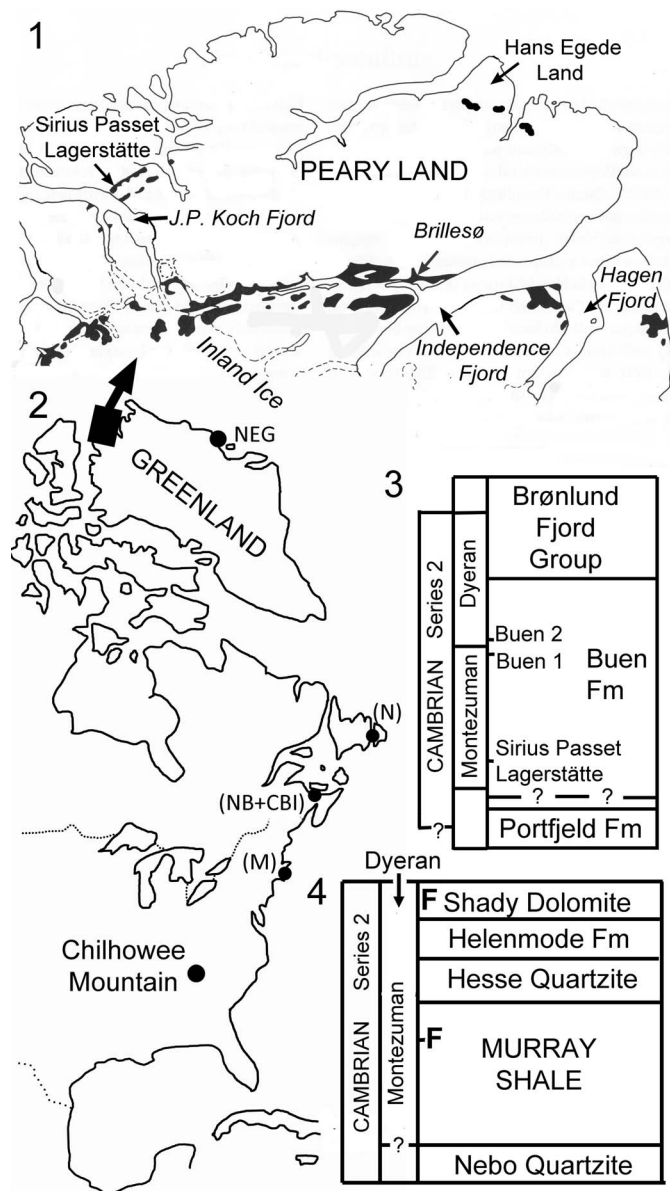 1
Hans Egede
Land
Sirius Passet
Lagerstätte
PEARY LAND
J.P. Koch Fjord
Brillesø
Hagen
Fjord
Independence
Fjord
Inland Ice
2
NEG
GREENLAND
(N)
(NB+CBI)
(M)
Chilhowee
Mountain
3
CAMBRIAN Series 2
Montezuman Dyeran
Brønlund
Fjord
Group
Buen 2
Buen 1
Buen
Fm
Sirius Passet
Lagerstätte
? ?
?
Portfjeld Fm
Dyeran
4
CAMBRIAN Series 2
Montezuman
F Shady Dolomite
Helenmode Fm
Hesse Quartzite
F
MURRAY
SHALE
?
Nebo Quartzite